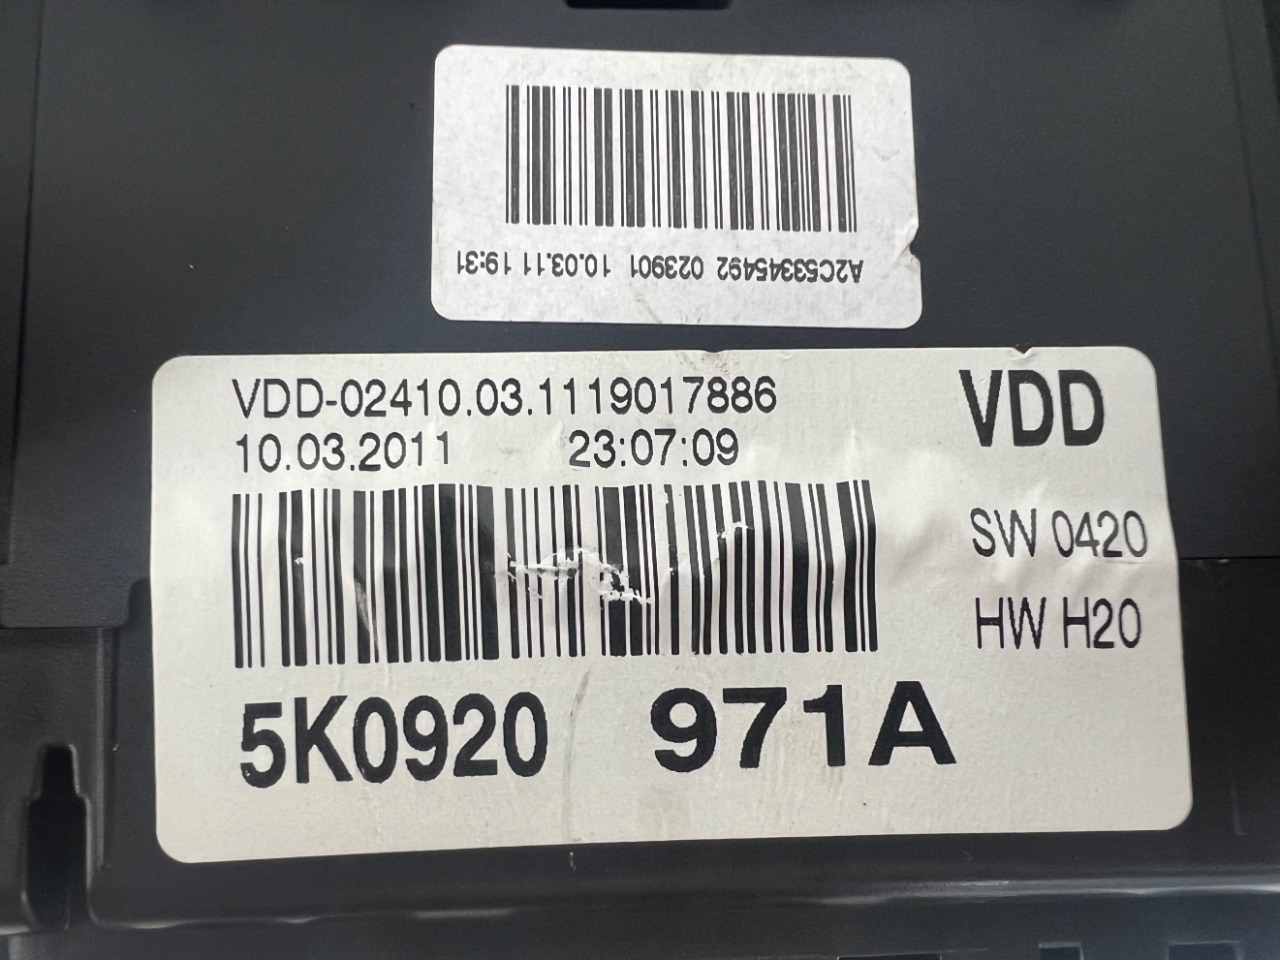 A2C53345492 023901 10.03.11 19:31
VDD-02410.03.1119017886
10.03.2011 23:07:09
VDD
SW 0420
HW H20
5K0920 971A